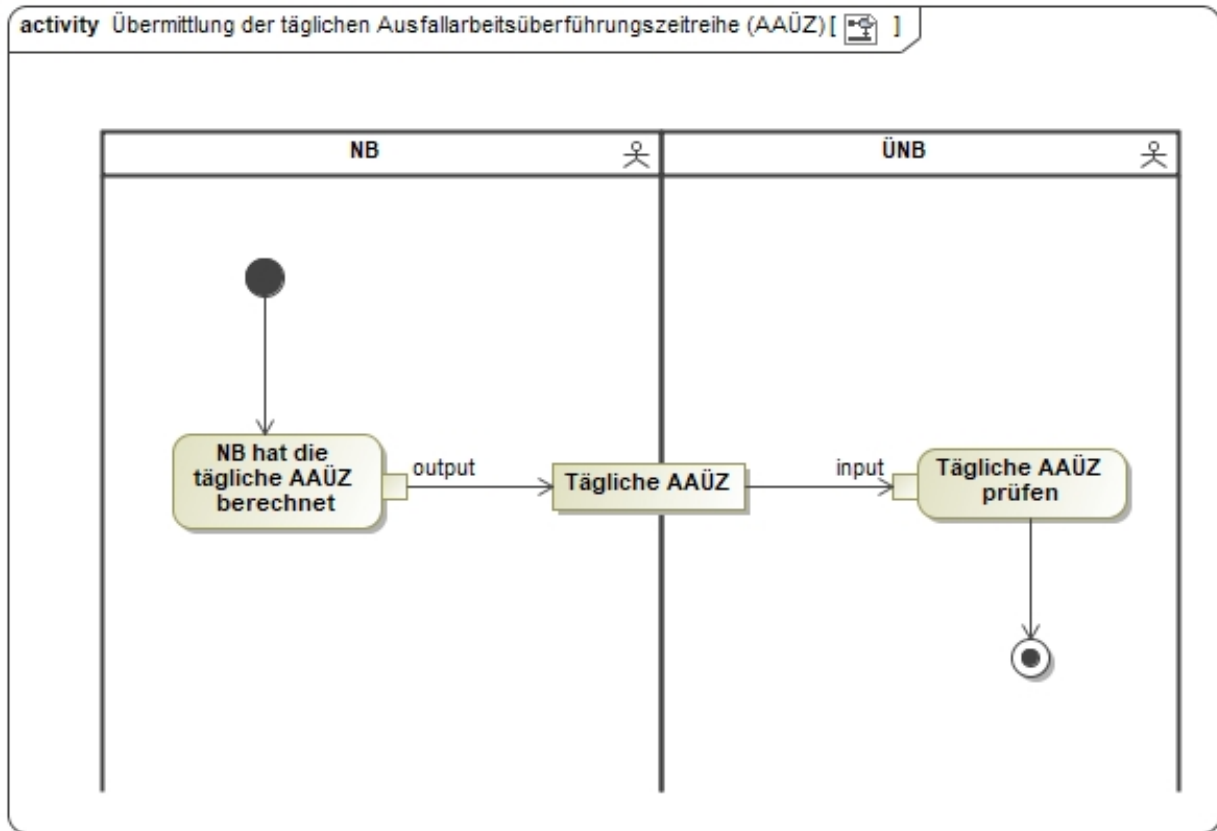 activity Übermittlung der täglichen Ausfallarbeitsüberführungszeitreihe (AAÜZ) [ ]
NB
ÜNB
NB hat die
tägliche AAÜZ
berechnet
output
Tägliche AAÜZ
input
Tägliche AAÜZ
prüfen